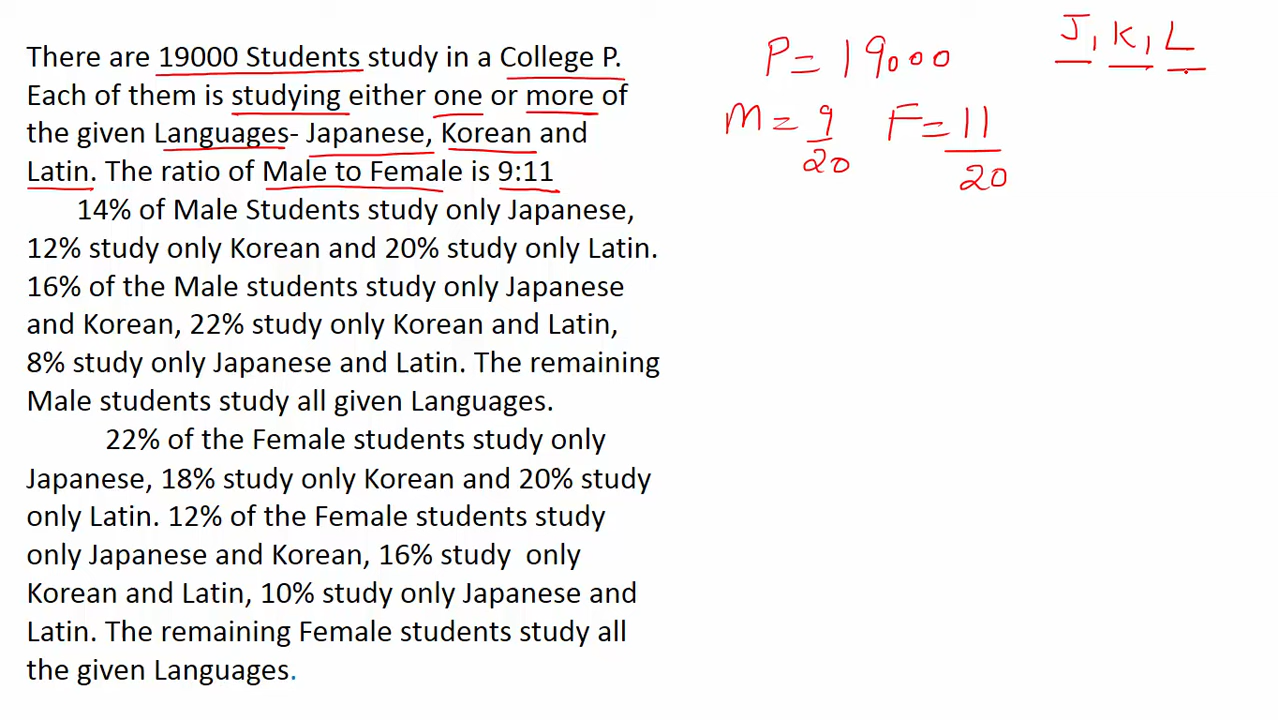 There are 19000 Students study in a College P.
Each of them is studying either one or more of
the given Languages- Japanese, Korean and
Latin. The ratio of Male to Female is 9:11
14% of Male Students study only Japanese,
12% study only Korean and 20% study only Latin.
16% of the Male students study only Japanese
and Korean, 22% study only Korean and Latin,
8% study only Japanese and Latin. The remaining
Male students study all given Languages.
22% of the Female students study only
Japanese, 18% study only Korean and 20% study
only Latin. 12% of the Female students study
only Japanese and Korean, 16% study  only
Korean and Latin, 10% study only Japanese and
Latin. The remaining Female students study all
the given Languages.
P = 19000
J, K, L
M = 9/20 F = 11/20